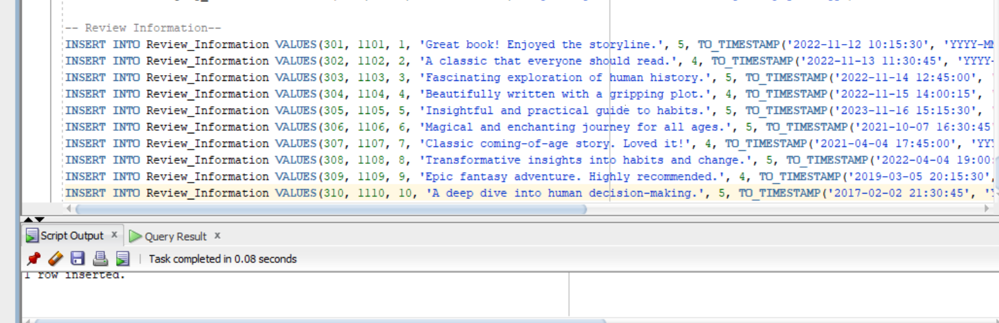 -- Review Information--
INSERT INTO Review_Information VALUES(301, 1101, 1, 'Great book! Enjoyed the storyline.', 5, TO_TIMESTAMP('2022-11-12 10:15:30', 'YYYY-MM
INSERT INTO Review_Information VALUES(302, 1102, 2, 'A classic that everyone should read.', 4, TO_TIMESTAMP('2022-11-13 11:30:45', 'YYYY-
INSERT INTO Review_Information VALUES(303, 1103, 3, 'Fascinating exploration of human history.', 5, TO_TIMESTAMP('2022-11-14 12:45:00', '
INSERT INTO Review_Information VALUES(304, 1104, 4, 'Beautifully written with a gripping plot.', 4, TO_TIMESTAMP('2022-11-15 14:00:15', '
INSERT INTO Review_Information VALUES(305, 1105, 5, 'Insightful and practical guide to habits.', 5, TO_TIMESTAMP('2023-11-16 15:15:30', '
INSERT INTO Review_Information VALUES(306, 1106, 6, 'Magical and enchanting journey for all ages.', 5, TO_TIMESTAMP('2021-10-07 16:30:45'
INSERT INTO Review_Information VALUES(307, 1107, 7, 'Classic coming-of-age story. Loved it!', 4, TO_TIMESTAMP('2021-04-04 17:45:00', 'YYY
INSERT INTO Review_Information VALUES(308, 1108, 8, 'Transformative insights into habits and change.', 5, TO_TIMESTAMP('2022-04-04 19:00:
INSERT INTO Review_Information VALUES(309, 1109, 9, 'Epic fantasy adventure. Highly recommended.', 4, TO_TIMESTAMP('2019-03-05 20:15:30',
INSERT INTO Review_Information VALUES(310, 1110, 10, 'A deep dive into human decision-making.', 5, TO_TIMESTAMP('2017-02-02 21:30:45', 'Y
Script Output x Query Result x
Task completed in 0.08 seconds
1 row inserted.